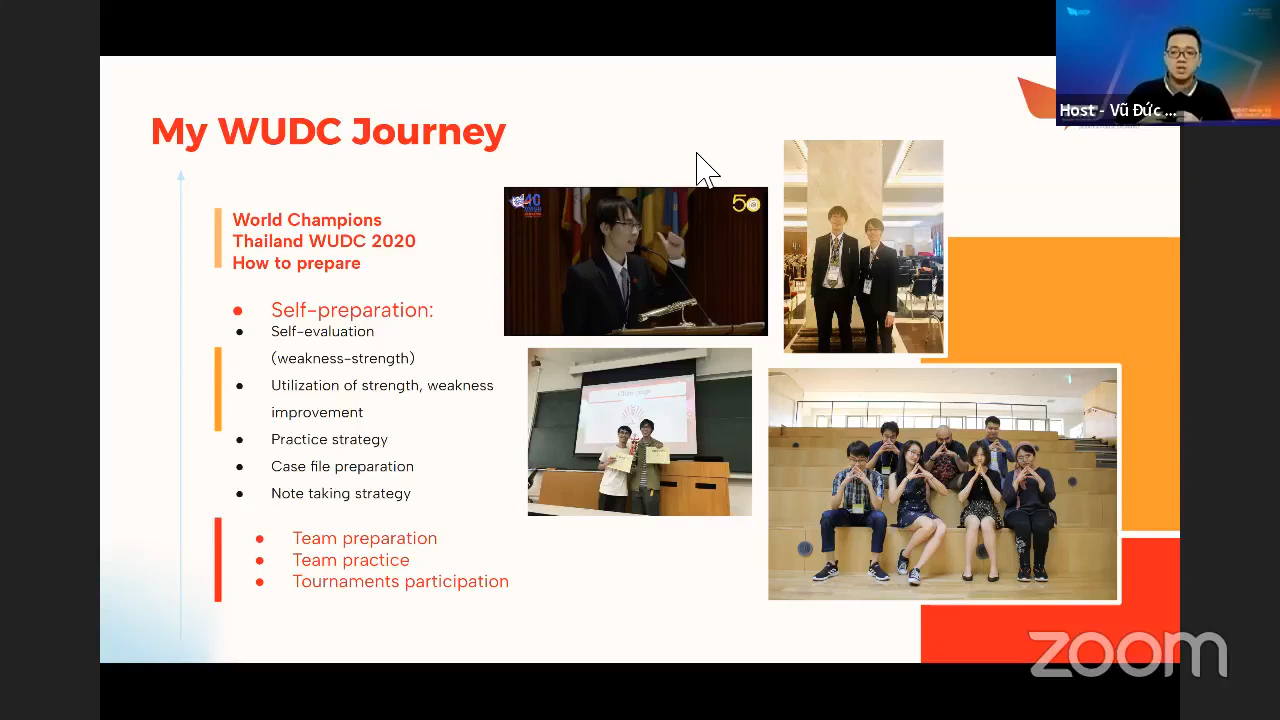 Host - Vũ Đức ...
My WUDC Journey
World Champions
Thailand WUDC 2020
How to prepare
● Self-preparation:
● Self-evaluation
(weakness-strength)
● Utilization of strength, weakness
improvement
● Practice strategy
● Case file preparation
● Note taking strategy
● Team preparation
● Team practice
● Tournaments participation
40
50
zoom